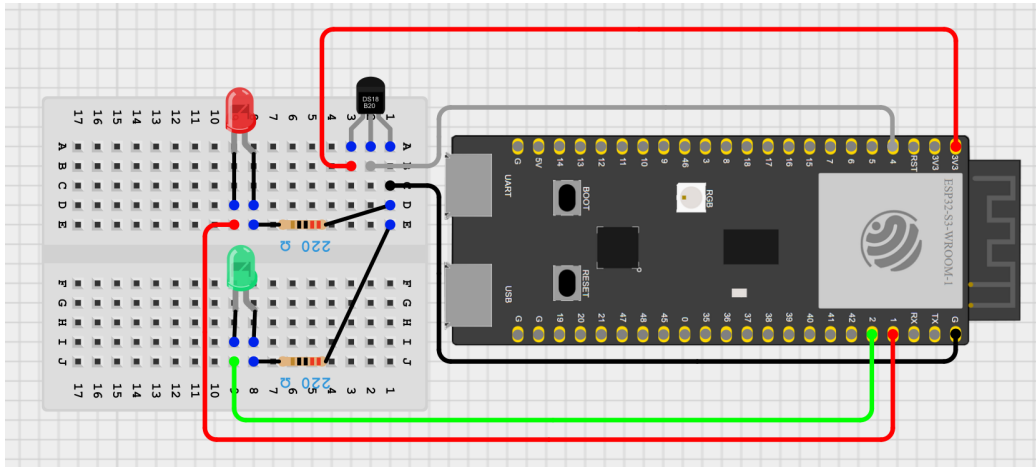 17 16 15 14 13 12 11 10 9 8 7 6 5 4 3 2 1
DS18
B20
A A
B B
C C
D D
E E
220 Ω
F F
G G
H H
I I
J J
220 Ω
17 16 15 14 13 12 11 10 9 8 7 6 5 4 3 2 1
G 5V 14 13 12 11 10 9 46 3 8 18 17 16 15 7 6 5 4 RST 3V3 3V3
UART
BOOT
RGB
ESP32-S3-WROOM-1
USB
RESET
G G 19 20 21 47 48 45 0 35 36 37 38 39 40 41 42 2 1 RX TX G